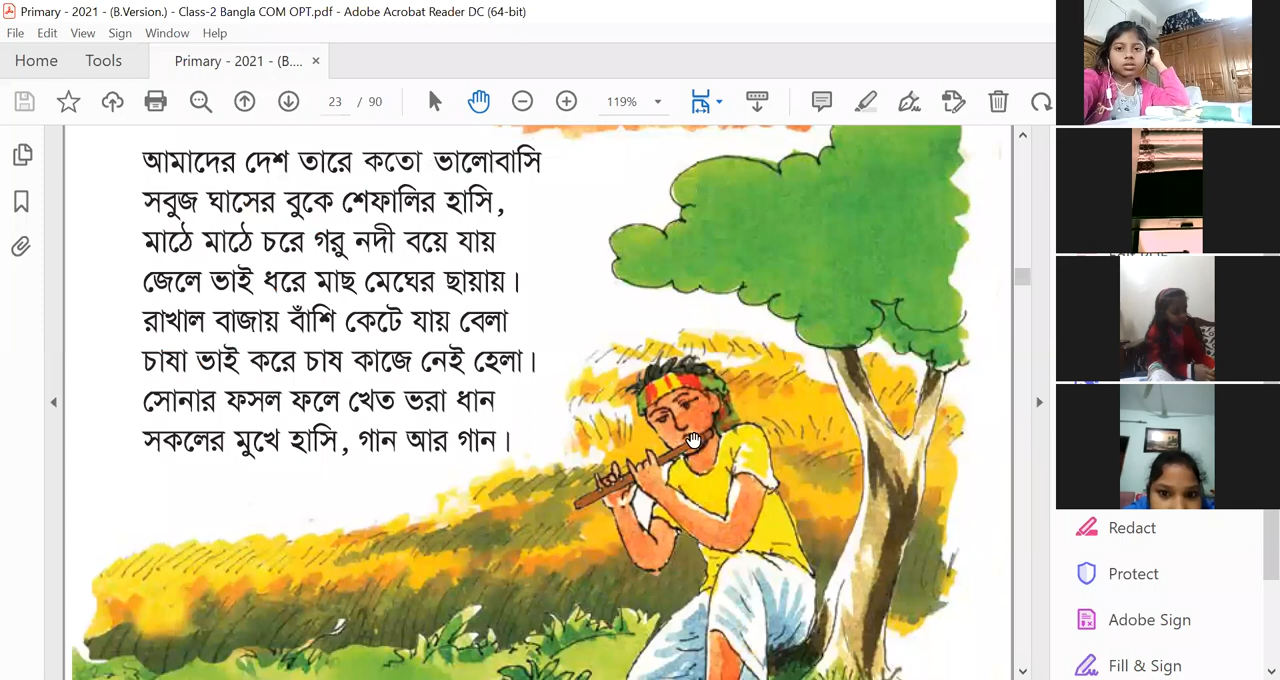 Primary - 2021 - (B.Version.) - Class-2 Bangla COM OPT.pdf - Adobe Acrobat Reader DC (64-bit)
File Edit View Sign Window Help
Home Tools Primary - 2021 - (B.... ×
23 / 90 119%
আমাদের দেশ তারে কতো ভালোবাসি
সবুজ ঘাসের বুকে শেফালির হাসি,
মাঠে মাঠে চরে গরু নদী বয়ে যায়
জেলে ভাই ধরে মাছ মেঘের ছায়ায়।
রাখাল বাজায় বাঁশি কেটে যায় বেলা
চাষা ভাই করে চাষ কাজে নেই হেলা।
সোনার ফসল ফলে খেত ভরা ধান
সকলের মুখে হাসি, গান আর গান।
Redact
Protect
Adobe Sign
Fill & Sign